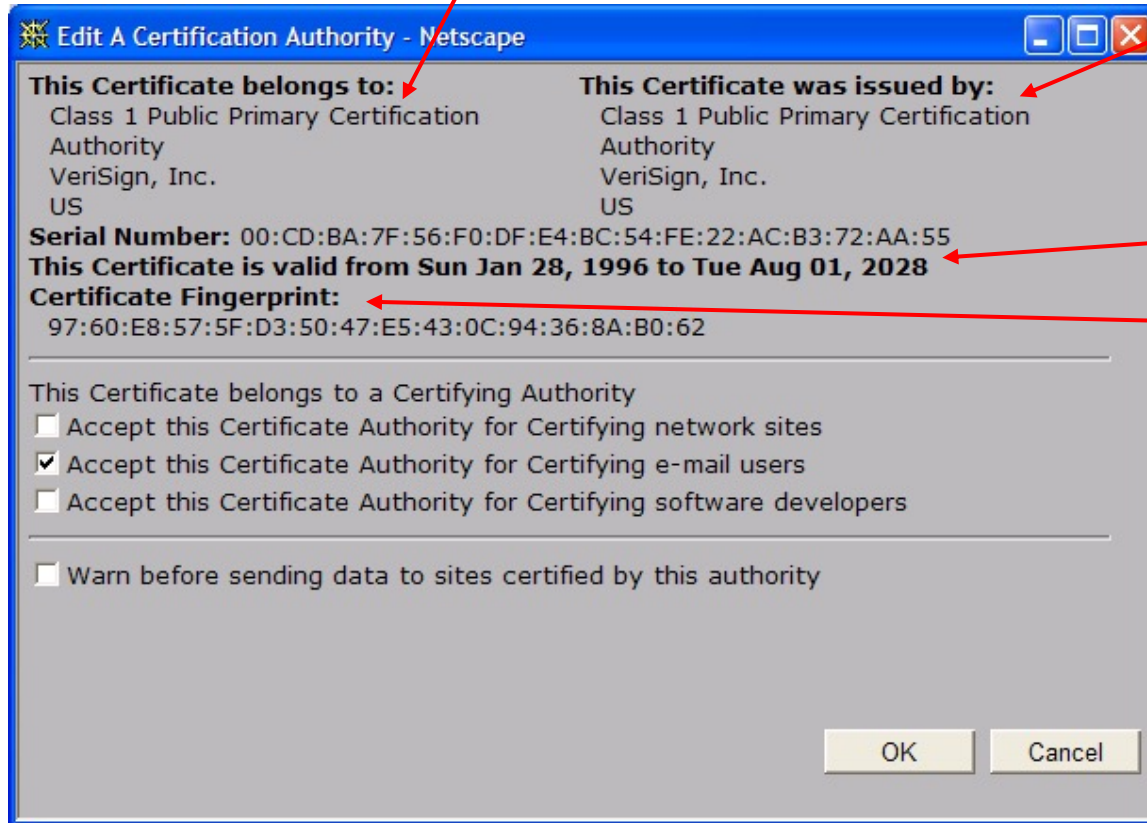 Edit A Certification Authority - Netscape
This Certificate belongs to:
Class 1 Public Primary Certification
Authority
VeriSign, Inc.
US
This Certificate was issued by:
Class 1 Public Primary Certification
Authority
VeriSign, Inc.
US
Serial Number: 00:CD:BA:7F:56:F0:DF:E4:BC:54:FE:22:AC:B3:72:AA:55
This Certificate is valid from Sun Jan 28, 1996 to Tue Aug 01, 2028
Certificate Fingerprint:
97:60:E8:57:5F:D3:50:47:E5:43:0C:94:36:8A:B0:62
This Certificate belongs to a Certifying Authority
Accept this Certificate Authority for Certifying network sites
Accept this Certificate Authority for Certifying e-mail users
Accept this Certificate Authority for Certifying software developers
Warn before sending data to sites certified by this authority
OK
Cancel